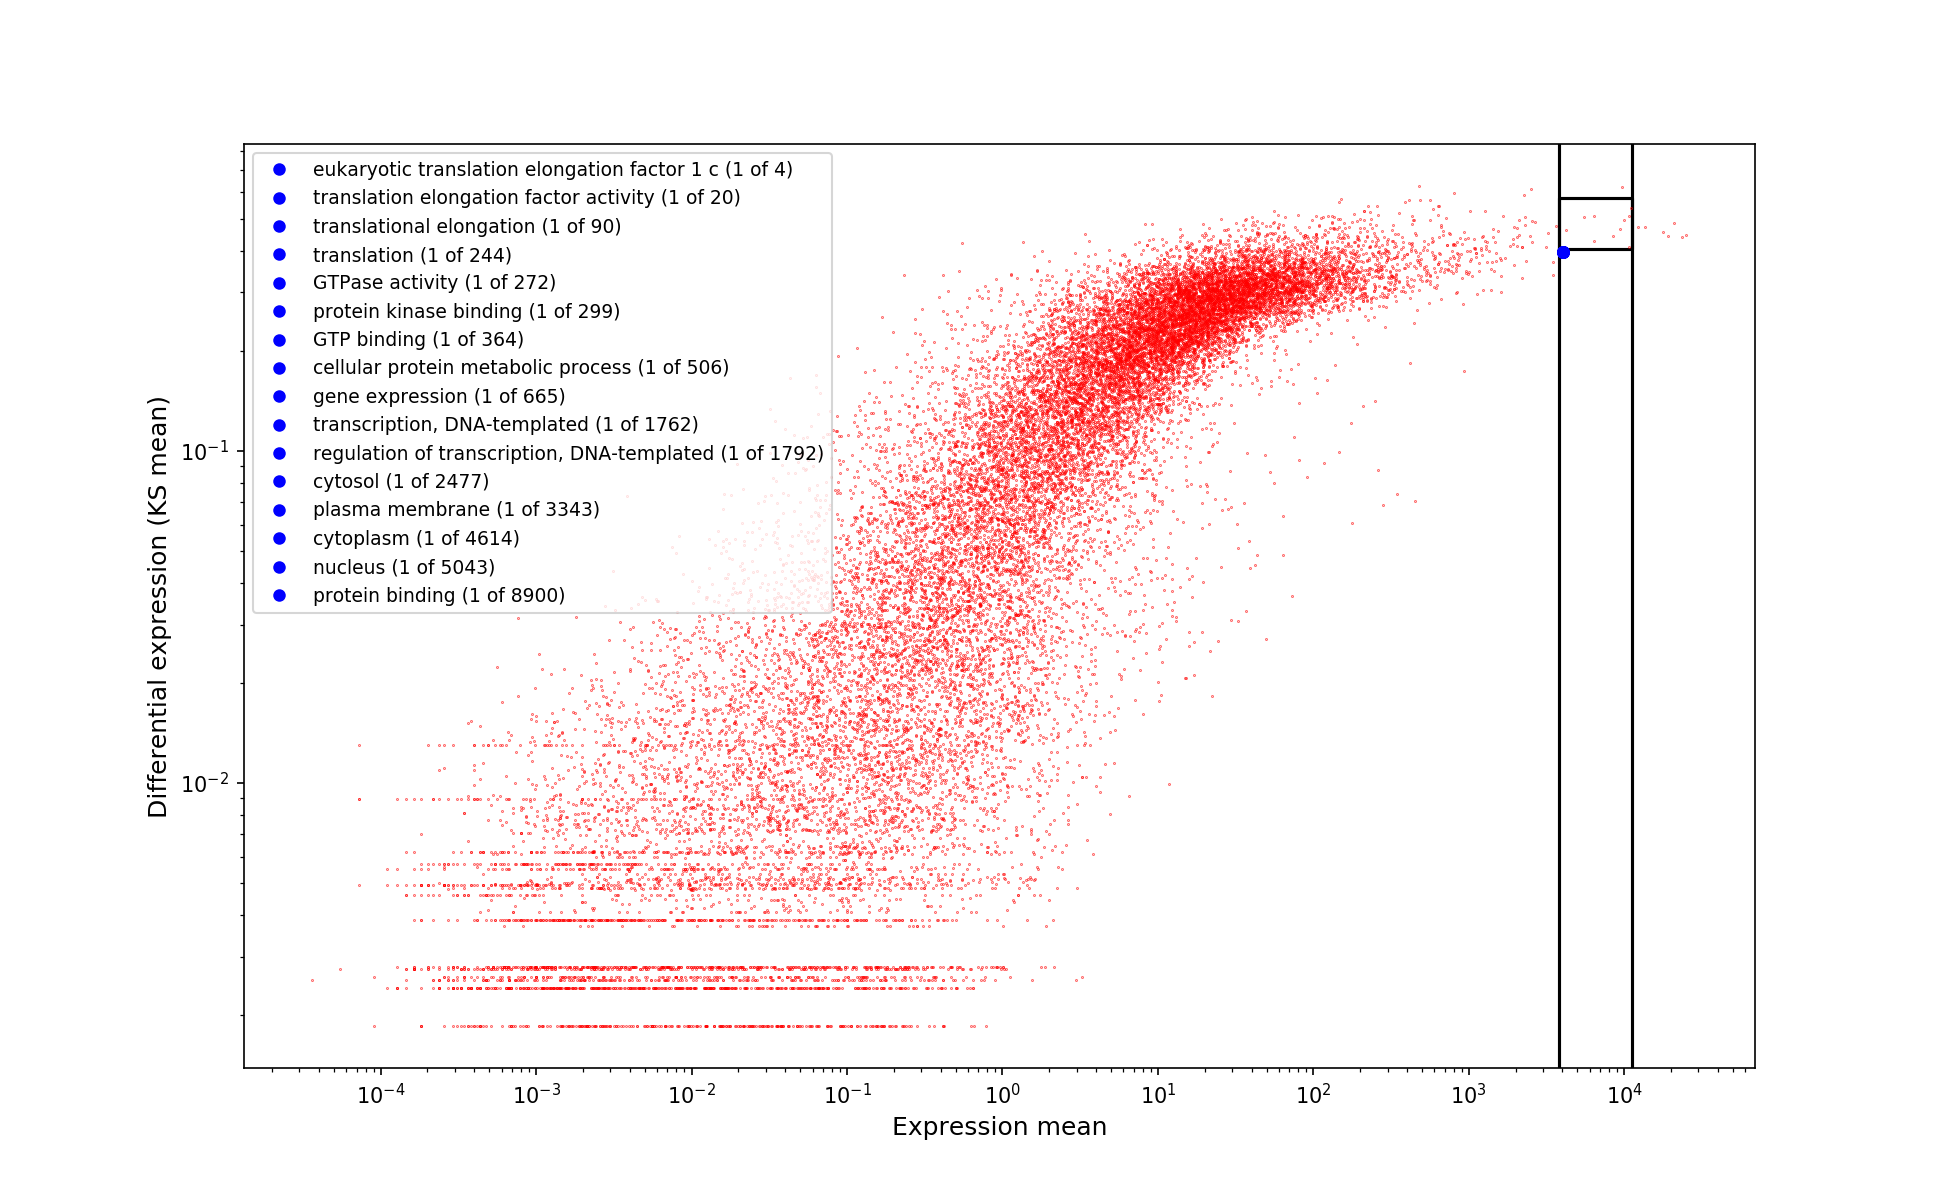 eukaryotic translation elongation factor 1 c (1 of 4)
translation elongation factor activity (1 of 20)
translational elongation (1 of 90)
translation (1 of 244)
GTPase activity (1 of 272)
protein kinase binding (1 of 299)
GTP binding (1 of 364)
cellular protein metabolic process (1 of 506)
gene expression (1 of 665)
transcription, DNA-templated (1 of 1762)
regulation of transcription, DNA-templated (1 of 1792)
cytosol (1 of 2477)
plasma membrane (1 of 3343)
cytoplasm (1 of 4614)
nucleus (1 of 5043)
protein binding (1 of 8900)
Differential expression (KS mean)
10⁻¹
10⁻²
10⁻⁴ 10⁻³ 10⁻² 10⁻¹ 10⁰ 10¹ 10² 10³ 10⁴
Expression mean